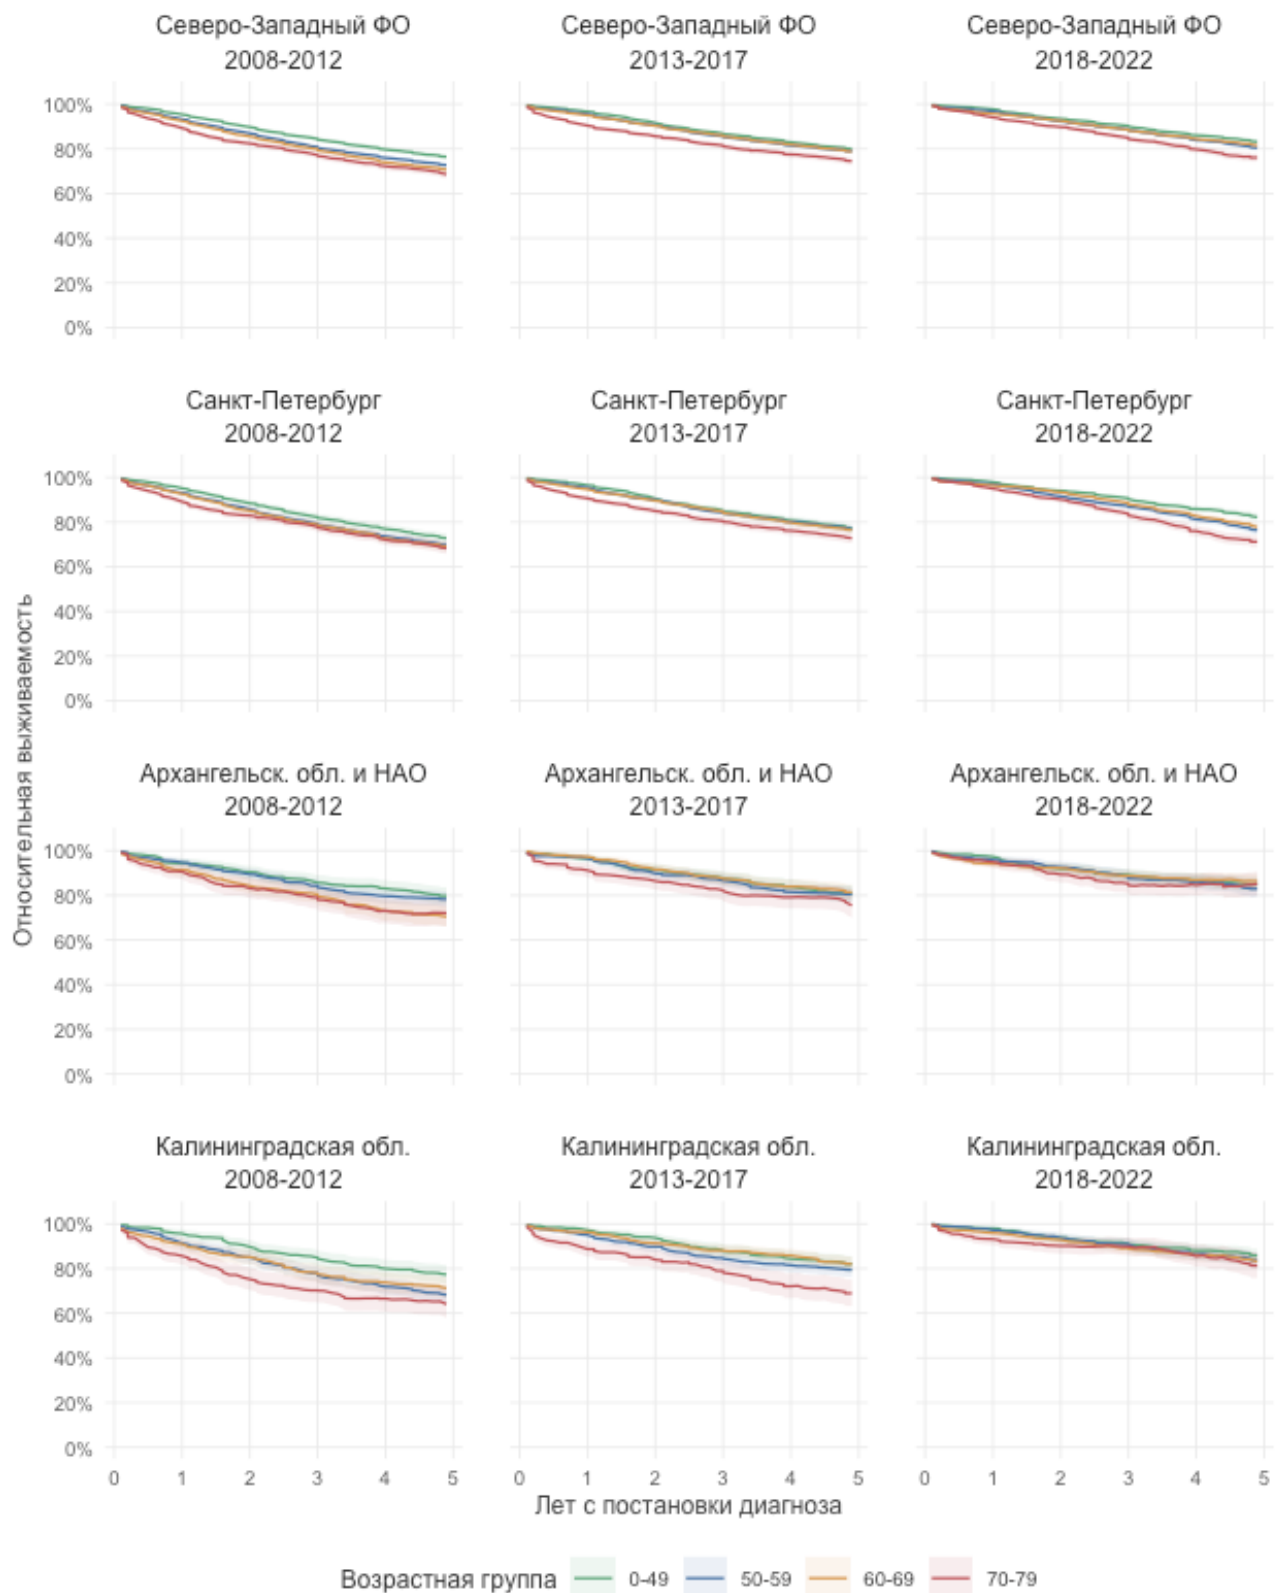 Северо-Западный ФО
2008-2012
Северо-Западный ФО
2013-2017
Северо-Западный ФО
2018-2022
100%
80%
60%
40%
20%
0%
Санкт-Петербург
2008-2012
Санкт-Петербург
2013-2017
Санкт-Петербург
2018-2022
100%
80%
60%
40%
20%
0%
Относительная выживаемость
Архангельск. обл. и НАО
2008-2012
Архангельск. обл. и НАО
2013-2017
Архангельск. обл. и НАО
2018-2022
100%
80%
60%
40%
20%
0%
Калининградская обл.
2008-2012
Калининградская обл.
2013-2017
Калининградская обл.
2018-2022
100%
80%
60%
40%
20%
0%
0 1 2 3 4 5
0 1 2 3 4 5
0 1 2 3 4 5
Лет с постановки диагноза
Возрастная группа 0-49 50-59 60-69 70-79